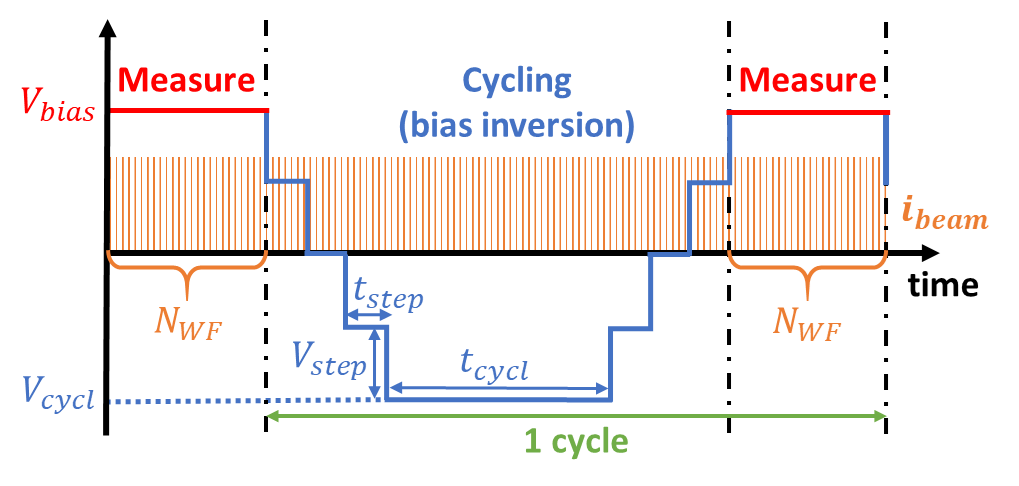 Measure
Cycling
(bias inversion)
Measure
V_bias
i_beam
time
N_WF
t_step
N_WF
V_step
t_cycl
V_cycl
1 cycle